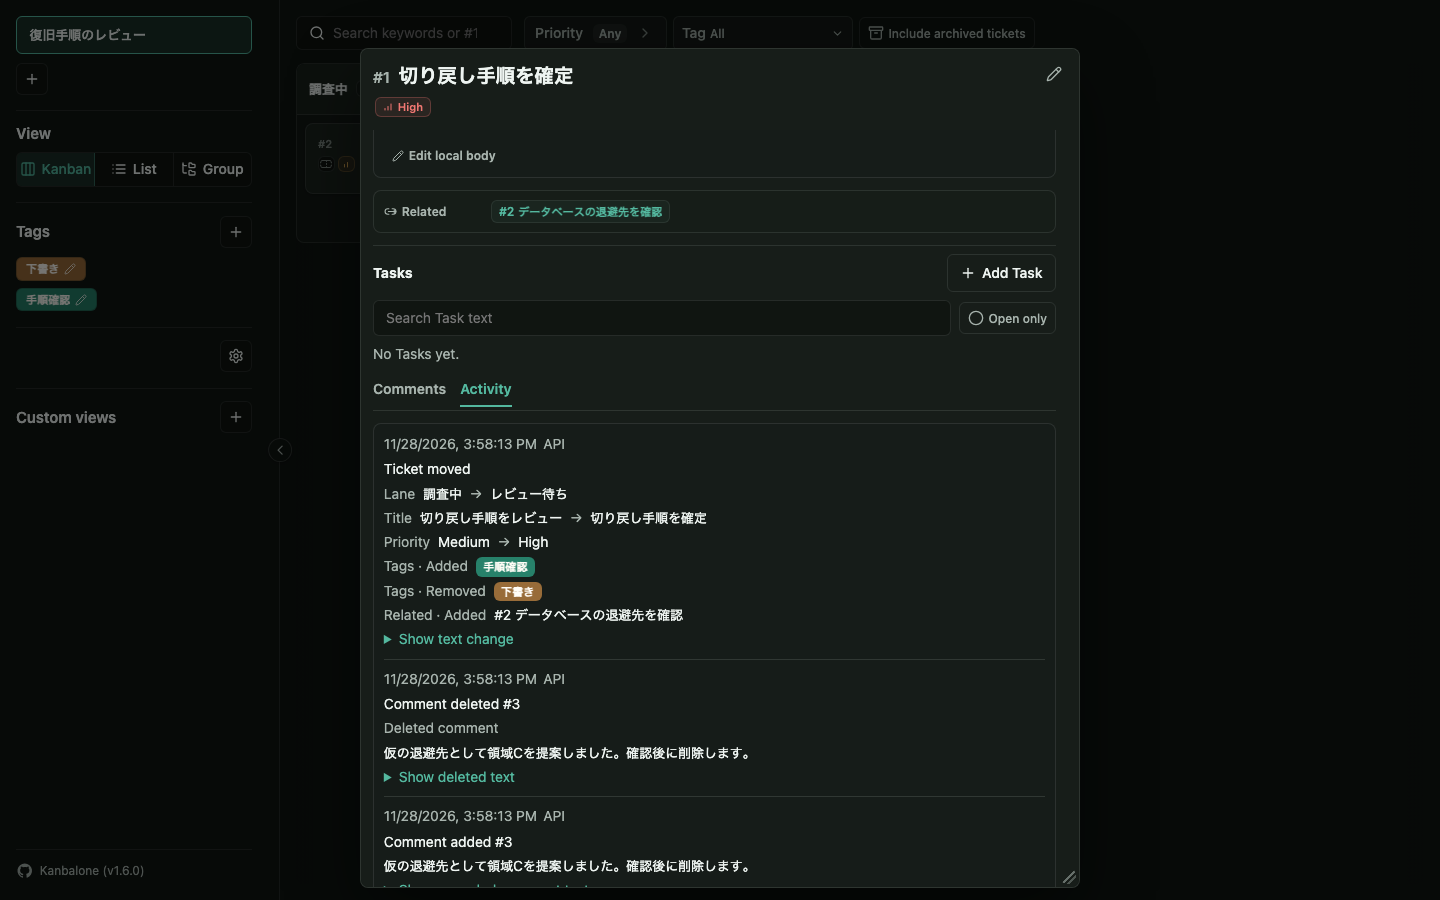 復旧手順のレビュー
View
Kanban
List
Group
Tags
下書き
手順確認
Custom views
Kanbalone (v1.6.0)
Search keywords or #1
Priority Any
Tag All
Include archived tickets
調査中
#2
#1 切り戻し手順を確定
High
Edit local body
Related #2 データベースの退避先を確認
Tasks
Add Task
Search Task text
Open only
No Tasks yet.
Comments Activity
11/28/2026, 3:58:13 PM API
Ticket moved
Lane 調査中 → レビュー待ち
Title 切り戻し手順をレビュー → 切り戻し手順を確定
Priority Medium → High
Tags · Added 手順確認
Tags · Removed 下書き
Related · Added #2 データベースの退避先を確認
Show text change
11/28/2026, 3:58:13 PM API
Comment deleted #3
Deleted comment
仮の退避先として領域Cを提案しました。確認後に削除します。
Show deleted text
11/28/2026, 3:58:13 PM API
Comment added #3
仮の退避先として領域Cを提案しました。確認後に削除します。